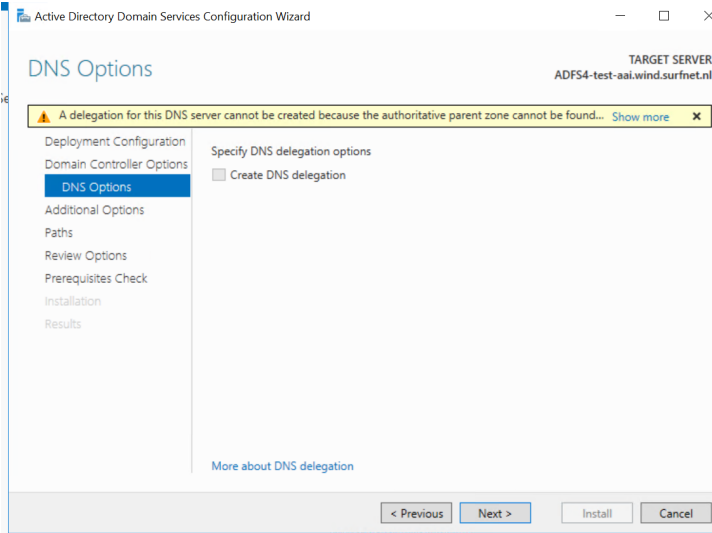 Active Directory Domain Services Configuration Wizard
DNS Options
TARGET SERVER
ADFS4-test-aai.wind.surfnet.nl
A delegation for this DNS server cannot be created because the authoritative parent zone cannot be found... Show more
Deployment Configuration
Domain Controller Options
DNS Options
Additional Options
Paths
Review Options
Prerequisites Check
Installation
Results
Specify DNS delegation options
Create DNS delegation
More about DNS delegation
< Previous
Next >
Install
Cancel